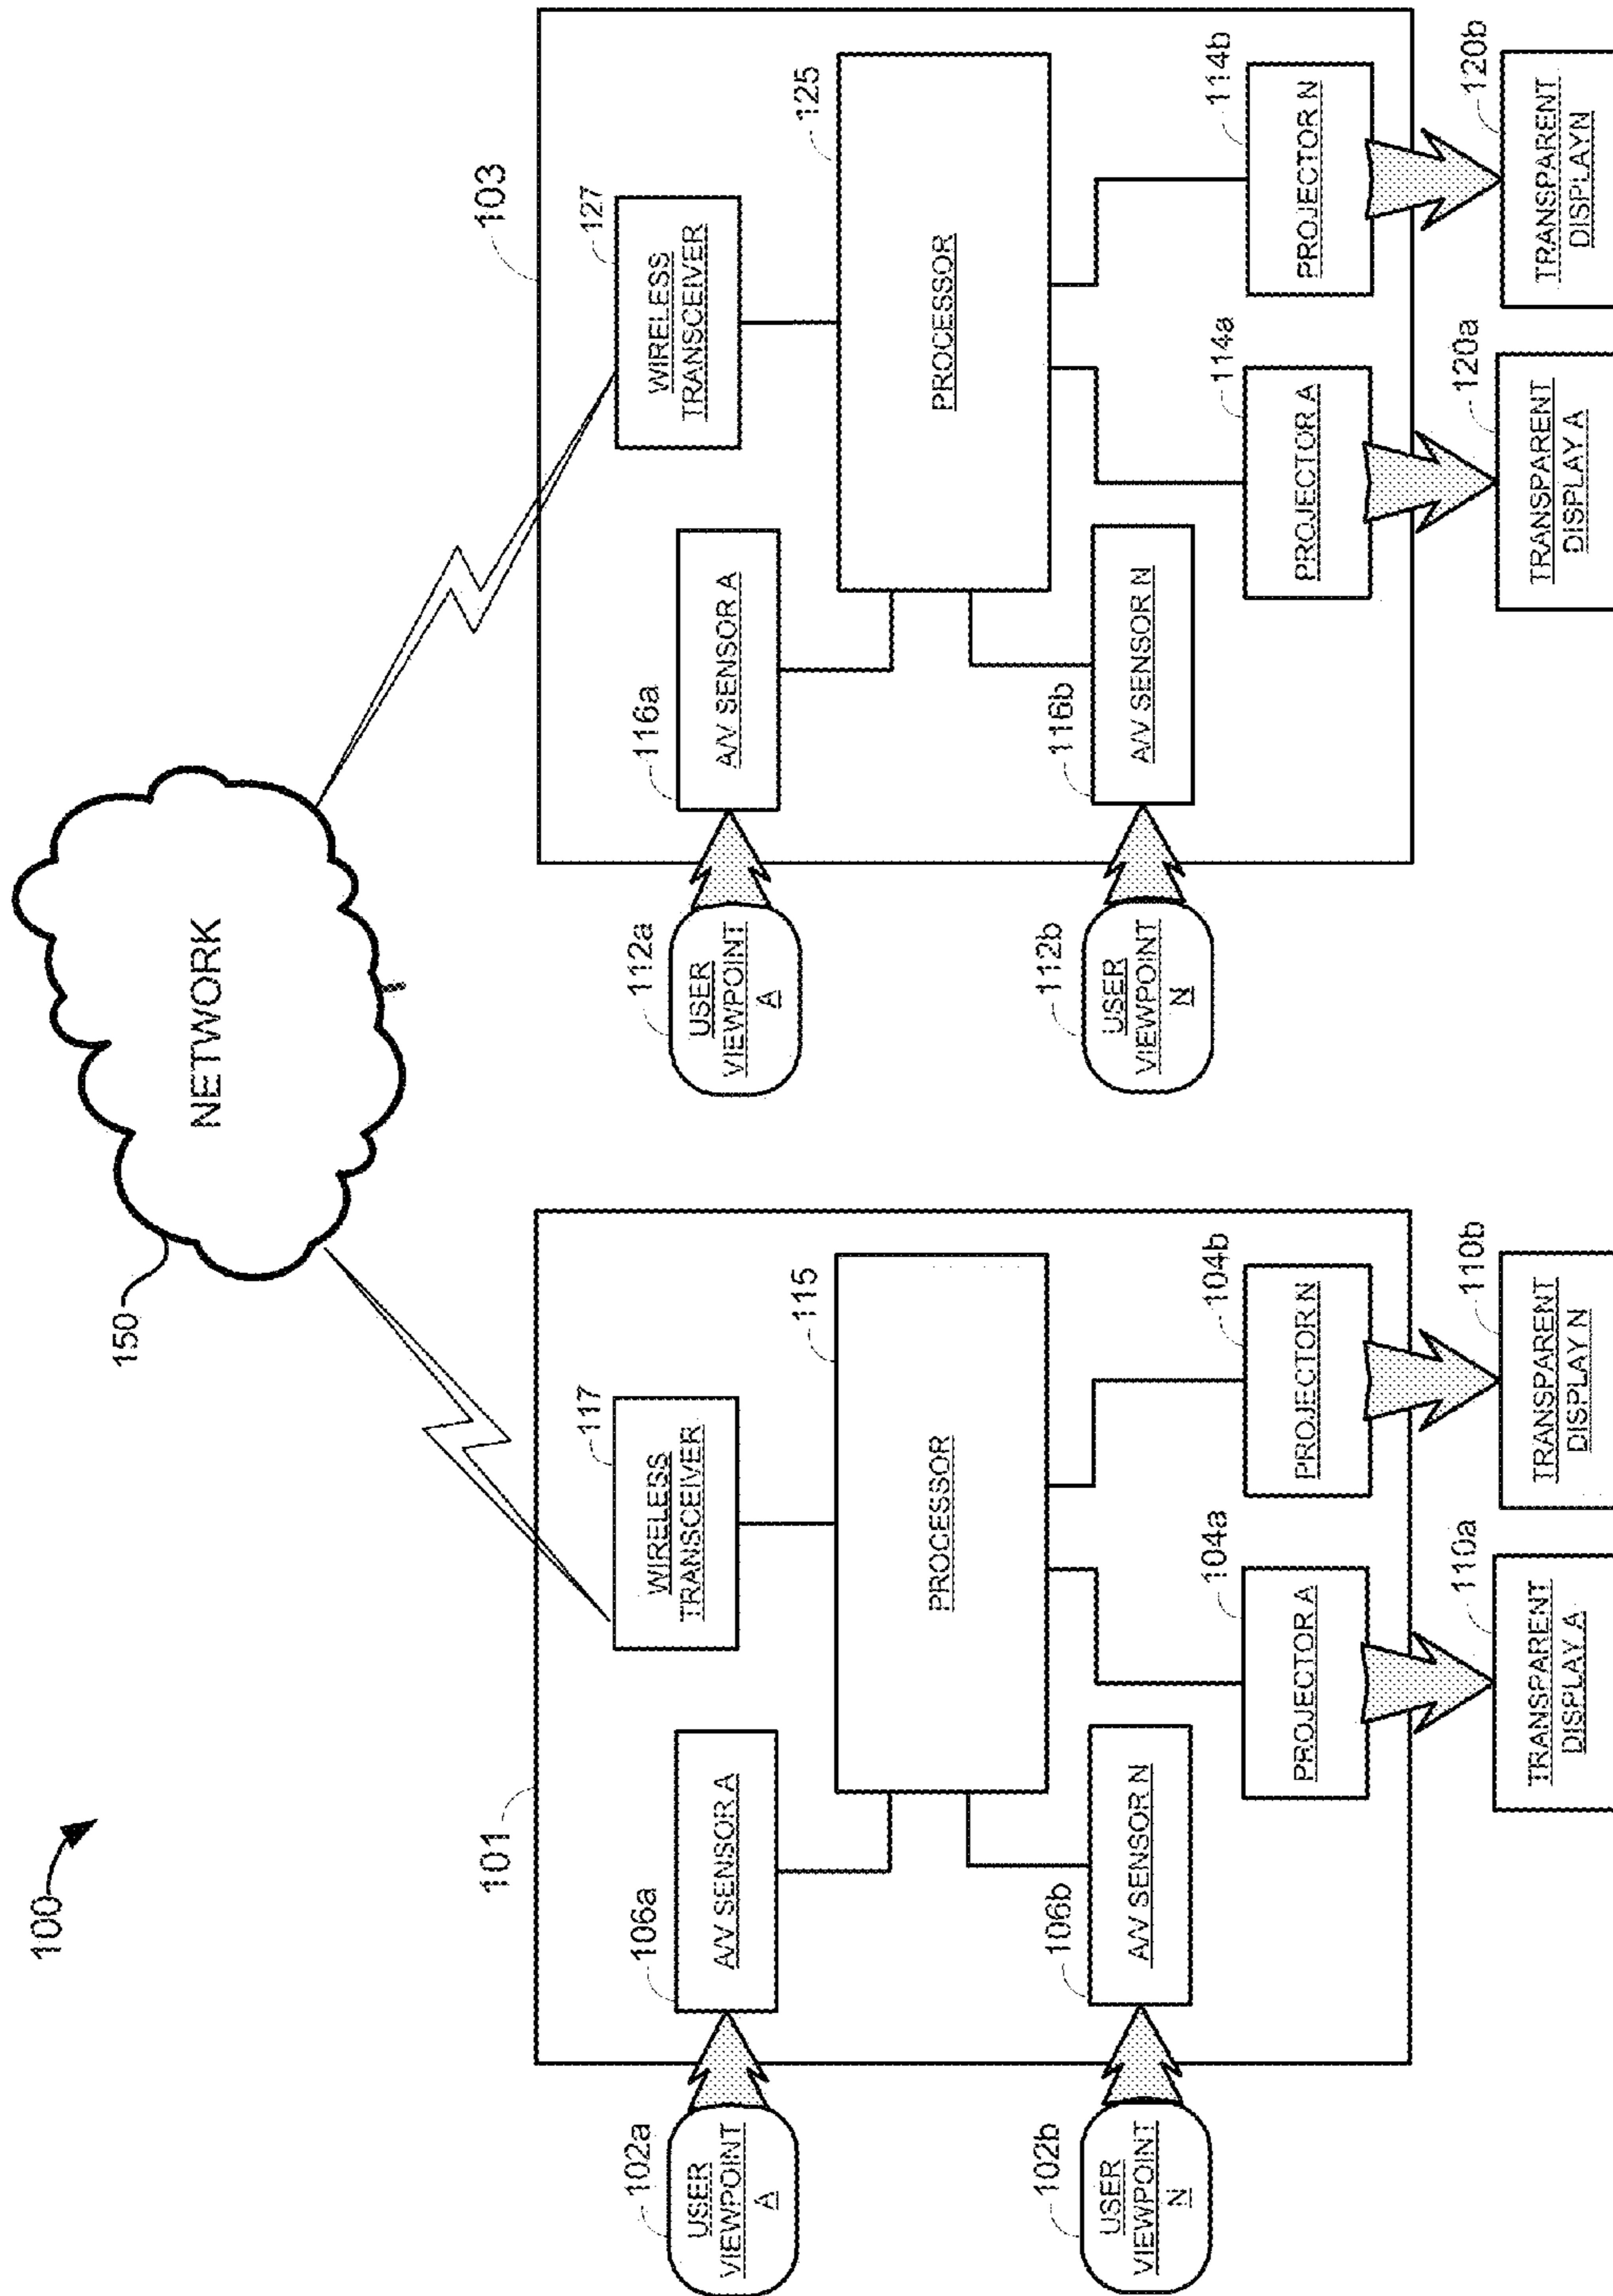 100
150
NETWORK
101
117
WIRELESS
TRANSCEIVER
102a
USER
VIEWPOINT
A
106a
A/V SENSOR A
115
PROCESSOR
102b
USER
VIEWPOINT
N
106b
A/V SENSOR N
104a
PROJECTOR A
104b
PROJECTOR N
110a
TRANSPARENT
DISPLAY A
110b
TRANSPARENT
DISPLAY N
103
127
WIRELESS
TRANSCEIVER
112a
USER
VIEWPOINT
A
116a
A/V SENSOR A
125
PROCESSOR
112b
USER
VIEWPOINT
N
116b
A/V SENSOR N
114a
PROJECTOR A
114b
PROJECTOR N
120a
TRANSPARENT
DISPLAY A
120b
TRANSPARENT
DISPLAYN